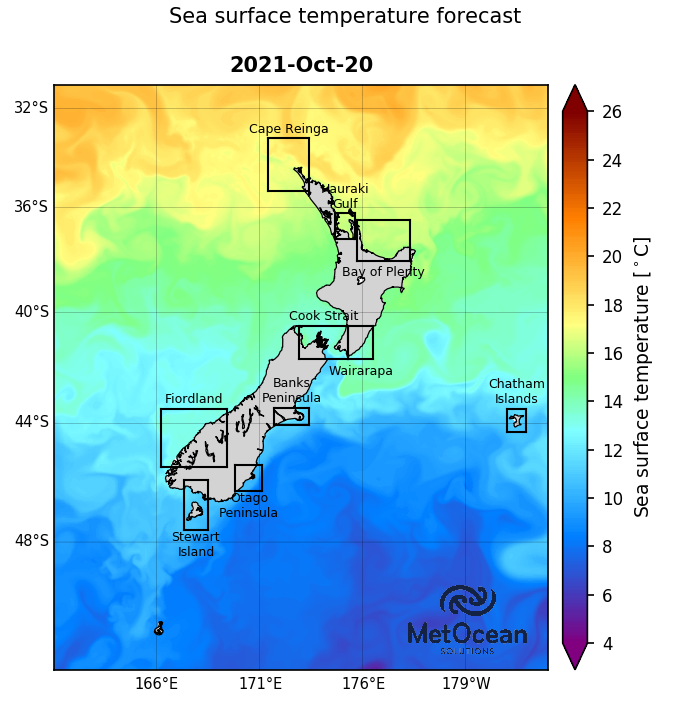 Sea surface temperature forecast
2021-Oct-20
32°S
36°S
40°S
44°S
48°S
166°E
171°E
176°E
179°W
Cape Reinga
Hauraki
Gulf
Bay of Plenty
Cook Strait
Wairarapa
Banks
Peninsula
Fiordland
Chatham
Islands
Otago
Peninsula
Stewart
Island
MetOcean
SOLUTIONS
26
24
22
20
18
16
14
12
10
8
6
4
Sea surface temperature [°C]